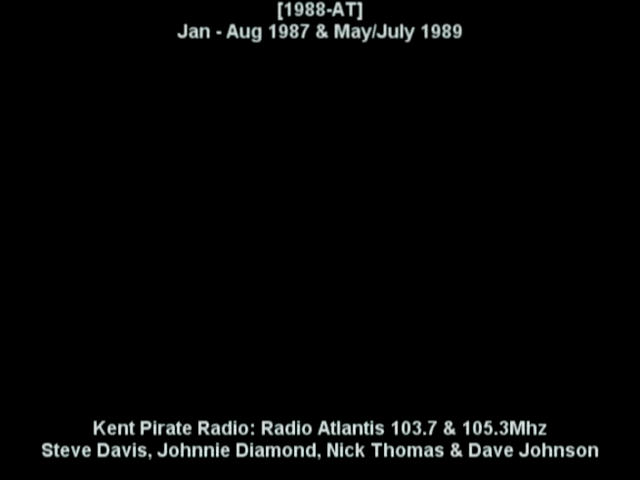 [1988-AT]
Jan - Aug 1987 & May/July 1989
Kent Pirate Radio: Radio Atlantis 103.7 & 105.3Mhz
Steve Davis, Johnnie Diamond, Nick Thomas & Dave Johnson